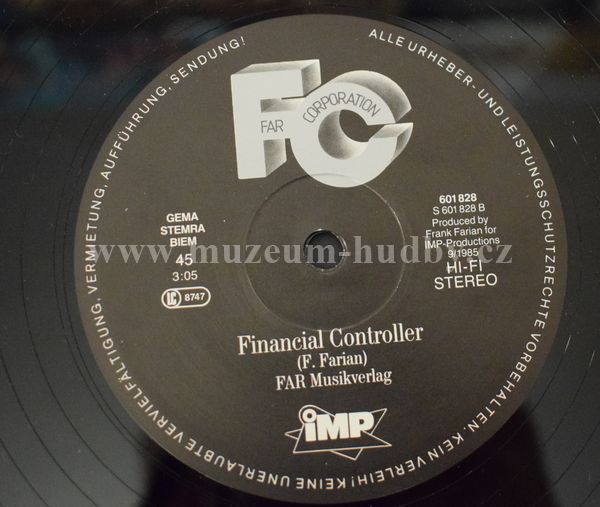 ALLE URHEBER- UND LEISTUNGSSCHUTZRECHTE VORBEHALTEN. KEIN VERLEIH! KEINE UNERLAUBTE VERVIELFÄLTIGUNG, VERMIETUNG, AUFFÜHRUNG, SENDUNG!
FC
FAR CORPORATION
GEMA
STEMRA
BIEM
45
3:05
LC 8747
601 828
S 601 828 B
Produced by
Frank Farian for
IMP-Productions
9/1985
HI-FI
STEREO
www.muzeum-hudby.cz
Financial Controller
(F. Farian)
FAR Musikverlag
iMP